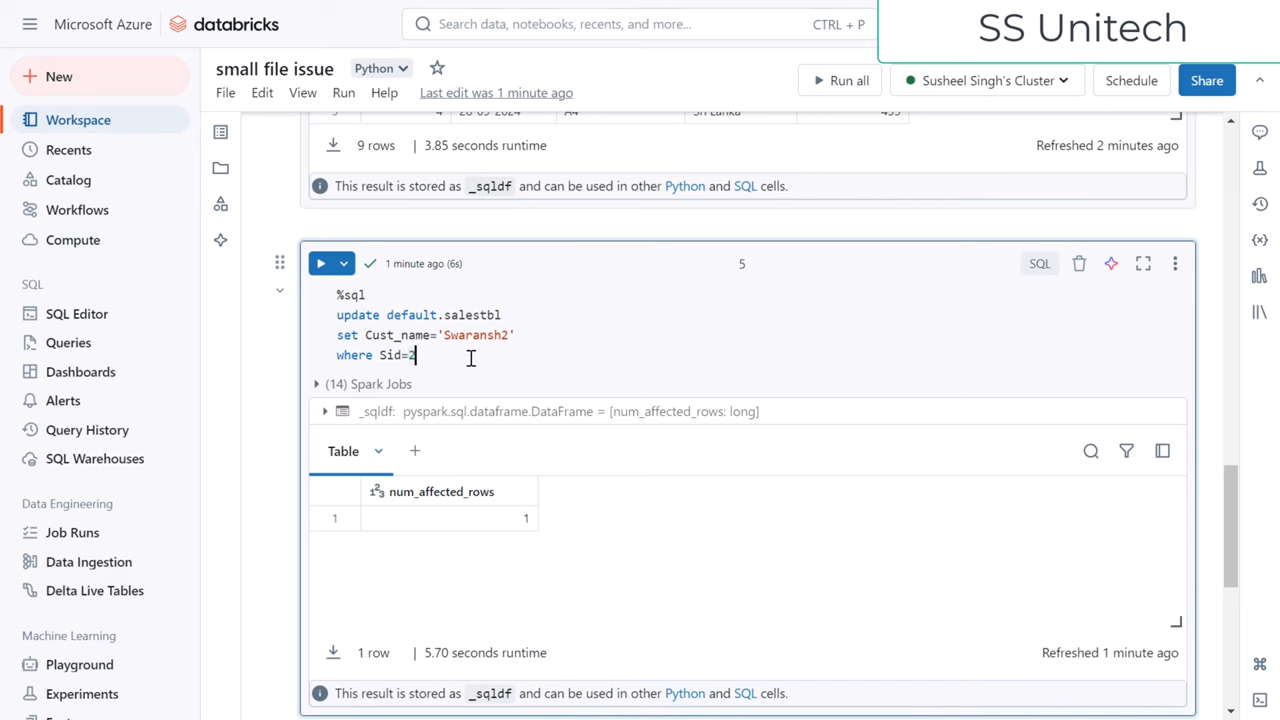 Microsoft Azure
databricks
Search data, notebooks, recents, and more...
CTRL + P
SS Unitech
New
small file issue
Python
Run all
Susheel Singh's Cluster
Schedule
Share
File
Edit
View
Run
Help
Last edit was 1 minute ago
Workspace
Recents
Catalog
Workflows
Compute
SQL
SQL Editor
Queries
Dashboards
Alerts
Query History
SQL Warehouses
Data Engineering
Job Runs
Data Ingestion
Delta Live Tables
Machine Learning
Playground
Experiments
9 rows | 3.85 seconds runtime
Refreshed 2 minutes ago
This result is stored as _sqldf and can be used in other Python and SQL cells.
1 minute ago (6s)
5
SQL
%sql
update default.salestbl
set Cust_name='Swaransh2'
where Sid=2
(14) Spark Jobs
_sqldf: pyspark.sql.dataframe.DataFrame = [num_affected_rows: long]
Table
num_affected_rows
1
1
1 row | 5.70 seconds runtime
Refreshed 1 minute ago
This result is stored as _sqldf and can be used in other Python and SQL cells.